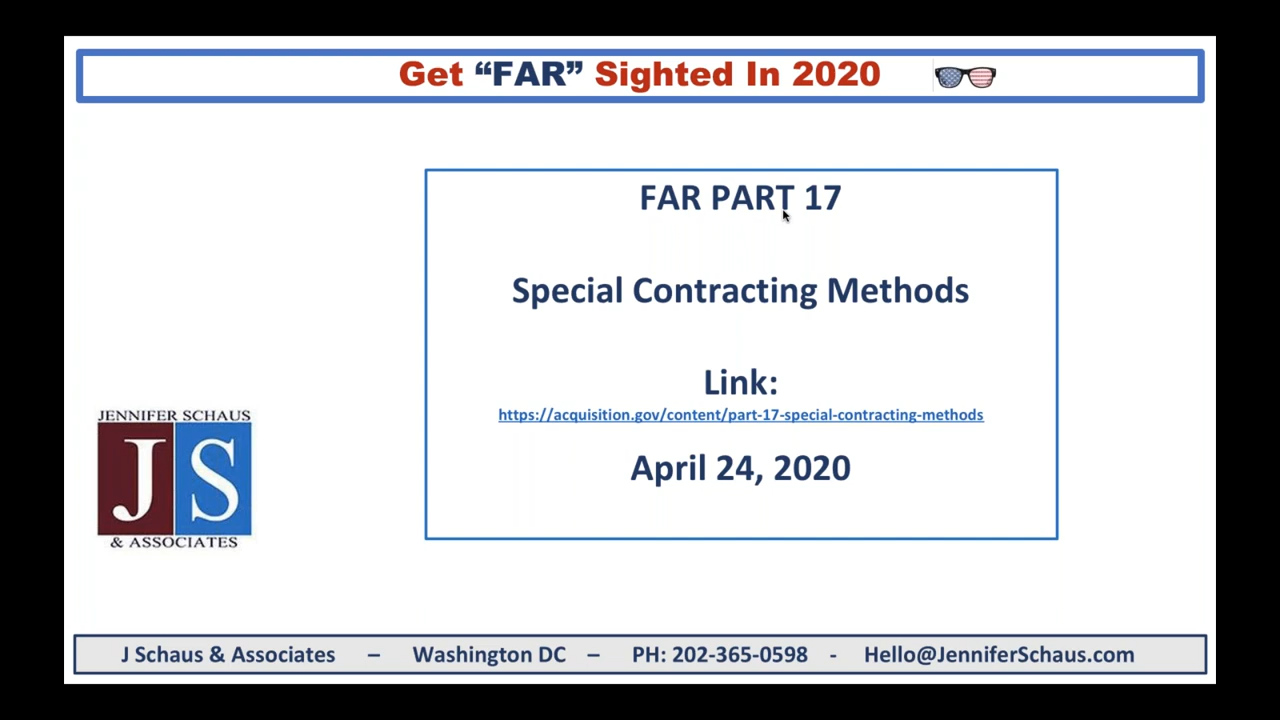 Get “FAR” Sighted In 2020
FAR PART 17
Special Contracting Methods
Link:
https://acquisition.gov/content/part-17-special-contracting-methods
April 24, 2020
JENNIFER SCHAUS
JS
& ASSOCIATES
J Schaus & Associates – Washington DC – PH: 202-365-0598 - Hello@JenniferSchaus.com